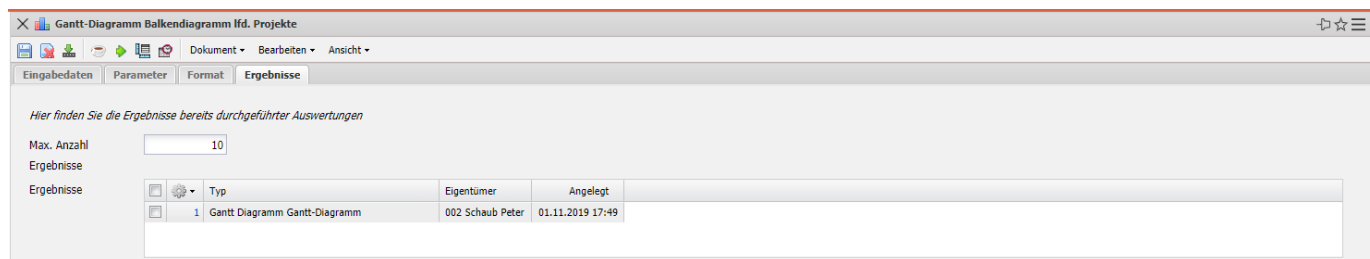 Gantt-Diagramm Balkendiagramm lfd. Projekte
Dokument Bearbeiten Ansicht
Eingabedaten Parameter Format Ergebnisse
Hier finden Sie die Ergebnisse bereits durchgeführter Auswertungen
Max. Anzahl 10
Ergebnisse
Ergebnisse Typ Eigentümer Angelegt
1 Gantt Diagramm Gantt-Diagramm 002 Schaub Peter 01.11.2019 17:49